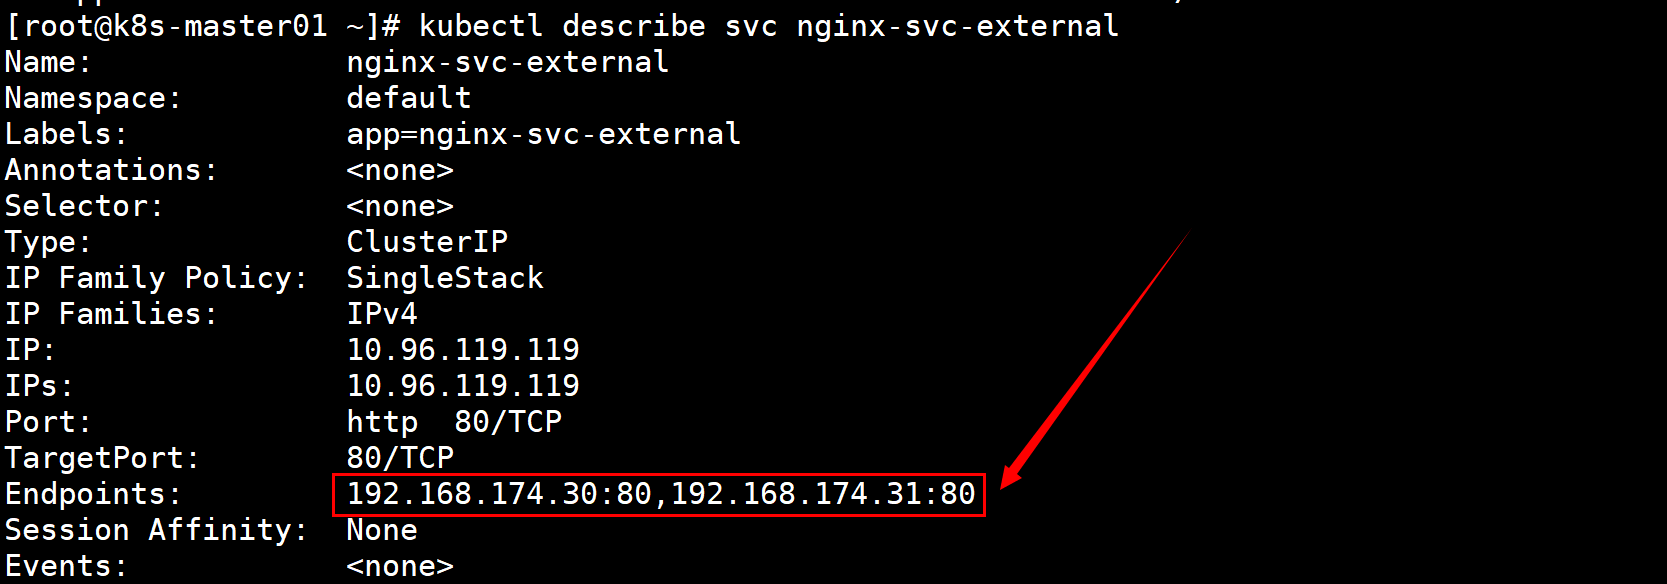 [root@k8s-master01 ~]# kubectl describe svc nginx-svc-external
Name: nginx-svc-external
Namespace: default
Labels: app=nginx-svc-external
Annotations: <none>
Selector: <none>
Type: ClusterIP
IP Family Policy: SingleStack
IP Families: IPv4
IP: 10.96.119.119
IPs: 10.96.119.119
Port: http 80/TCP
TargetPort: 80/TCP
Endpoints: 192.168.174.30:80,192.168.174.31:80
Session Affinity: None
Events: <none>